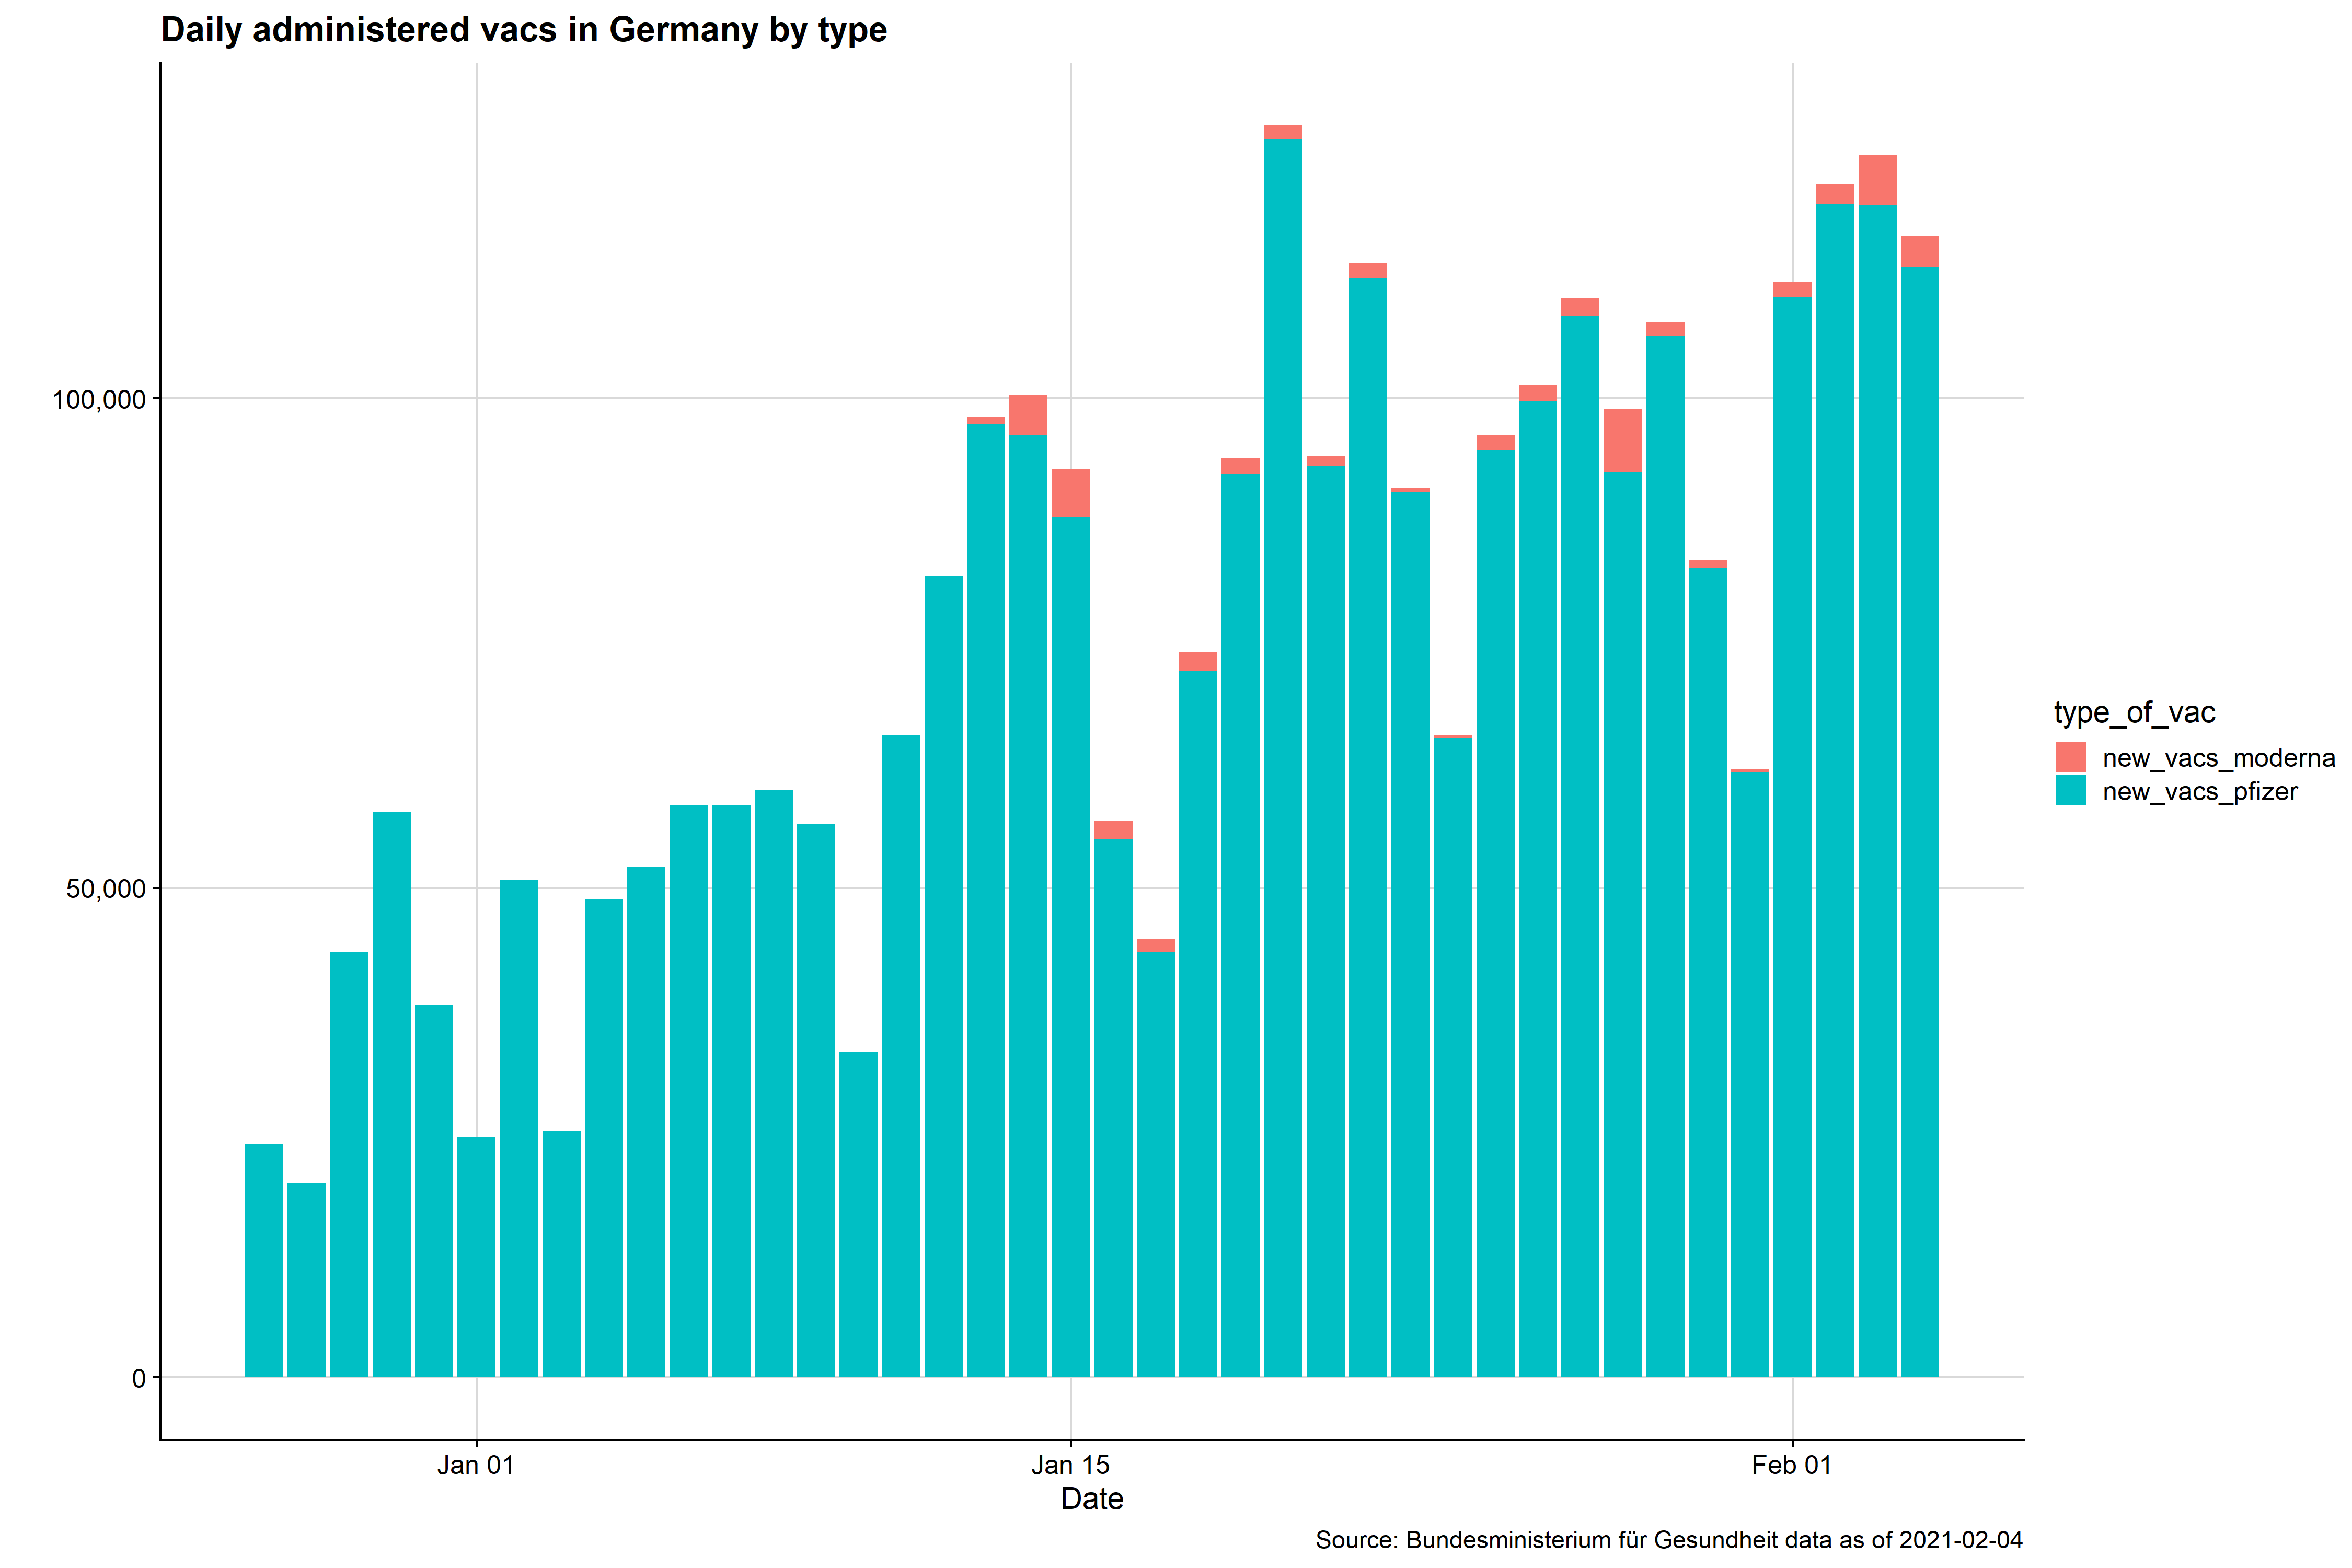 Daily administered vacs in Germany by type
100,000
50,000
0
Jan 01
Jan 15
Feb 01
Date
type_of_vac
new_vacs_moderna
new_vacs_pfizer
Source: Bundesministerium für Gesundheit data as of 2021-02-04